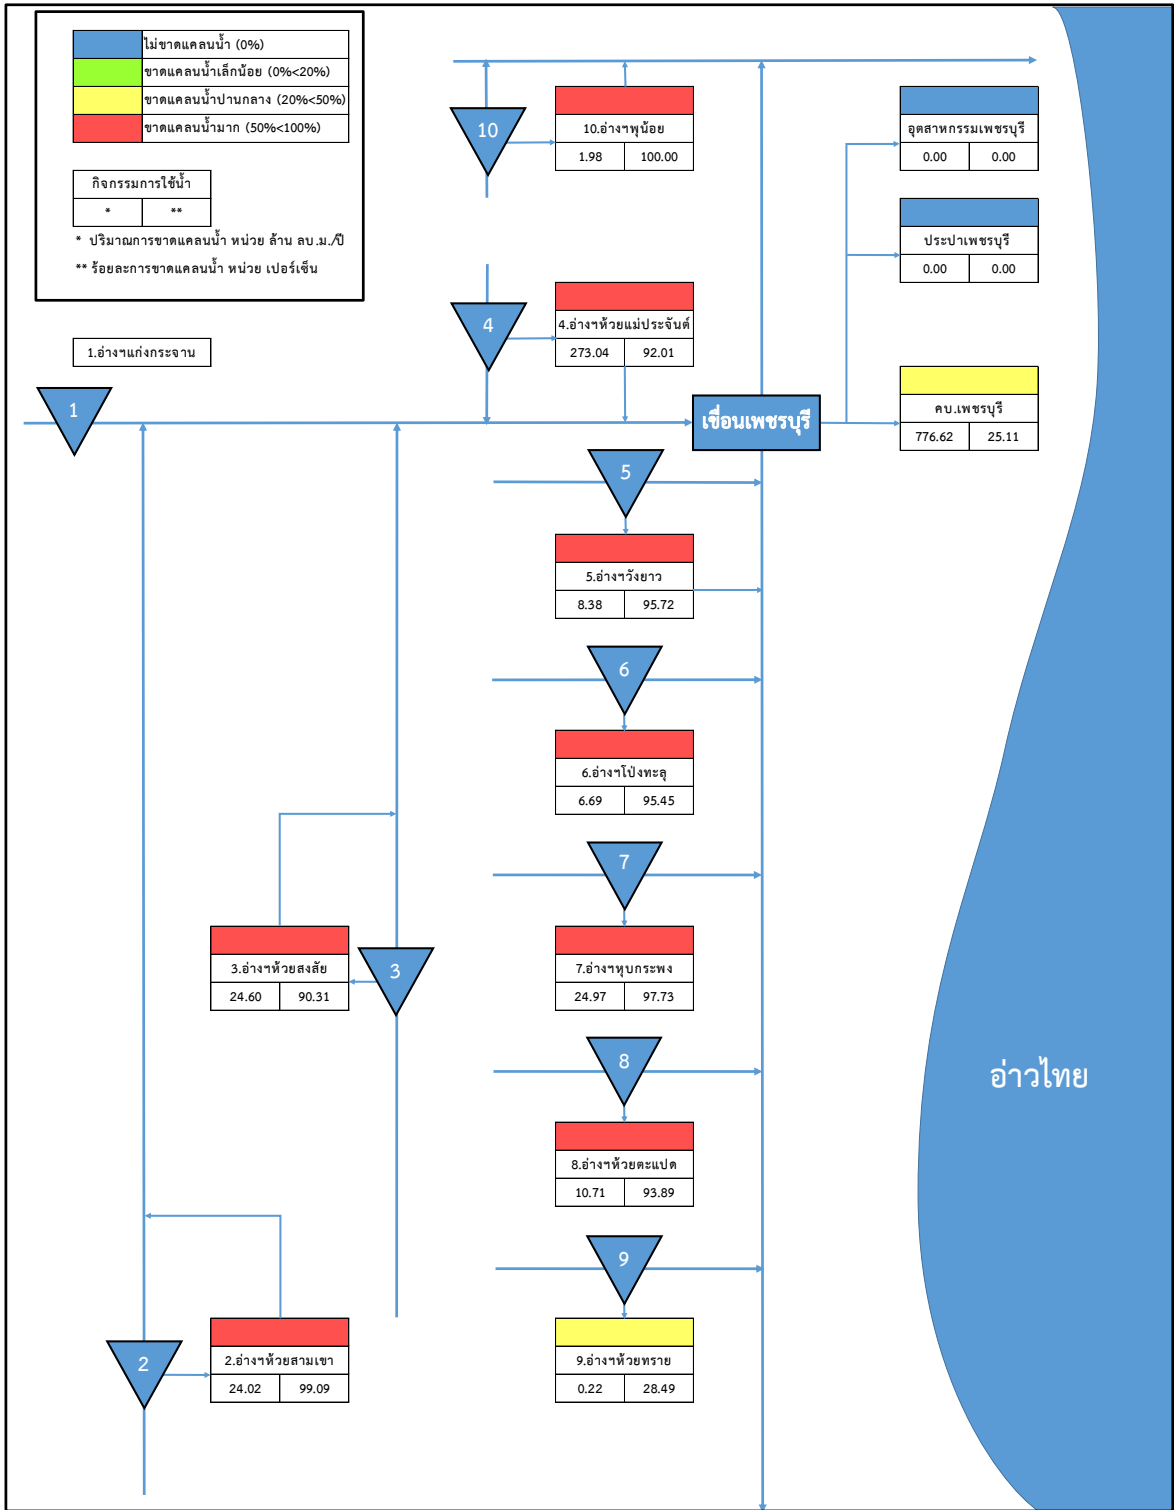 ไม่ขาดแคลนน้ำ (0%)
ขาดแคลนน้ำเล็กน้อย (0%<20%)
ขาดแคลนน้ำปานกลาง (20%<50%)
ขาดแคลนน้ำมาก (50%<100%)
กิจกรรมการใช้น้ำ
* **
* ปริมาณการขาดแคลนน้ำ หน่วย ล้าน ลบ.ม./ปี
** ร้อยละการขาดแคลนน้ำ หน่วย เปอร์เซ็น
10
10.อ่างฯพุน้อย
1.98 100.00
อุตสาหกรรมเพชรบุรี
0.00 0.00
ประปาเพชรบุรี
0.00 0.00
4
4.อ่างฯห้วยแม่ประจันต์
273.04 92.01
1.อ่างฯแก่งกระจาน
1
เขื่อนเพชรบุรี
คบ.เพชรบุรี
776.62 25.11
5
5.อ่างฯวังยาว
8.38 95.72
6
6.อ่างฯโป่งทะลุ
6.69 95.45
7
7.อ่างฯหุบกระพง
24.97 97.73
3.อ่างฯห้วยสงสัย
24.60 90.31
3
8
8.อ่างฯห้วยตะแปด
10.71 93.89
อ่าวไทย
9
9.อ่างฯห้วยทราย
0.22 28.49
2
2.อ่างฯห้วยสามเขา
24.02 99.09